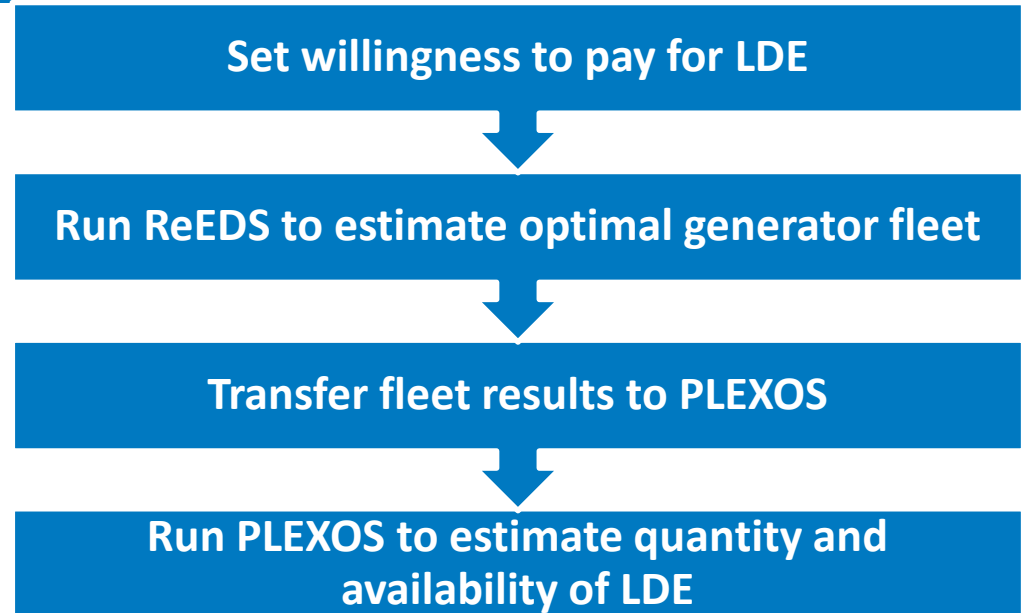 Set willingness to pay for LDE
Run ReEDS to estimate optimal generator fleet
Transfer fleet results to PLEXOS
Run PLEXOS to estimate quantity and
availability of LDE